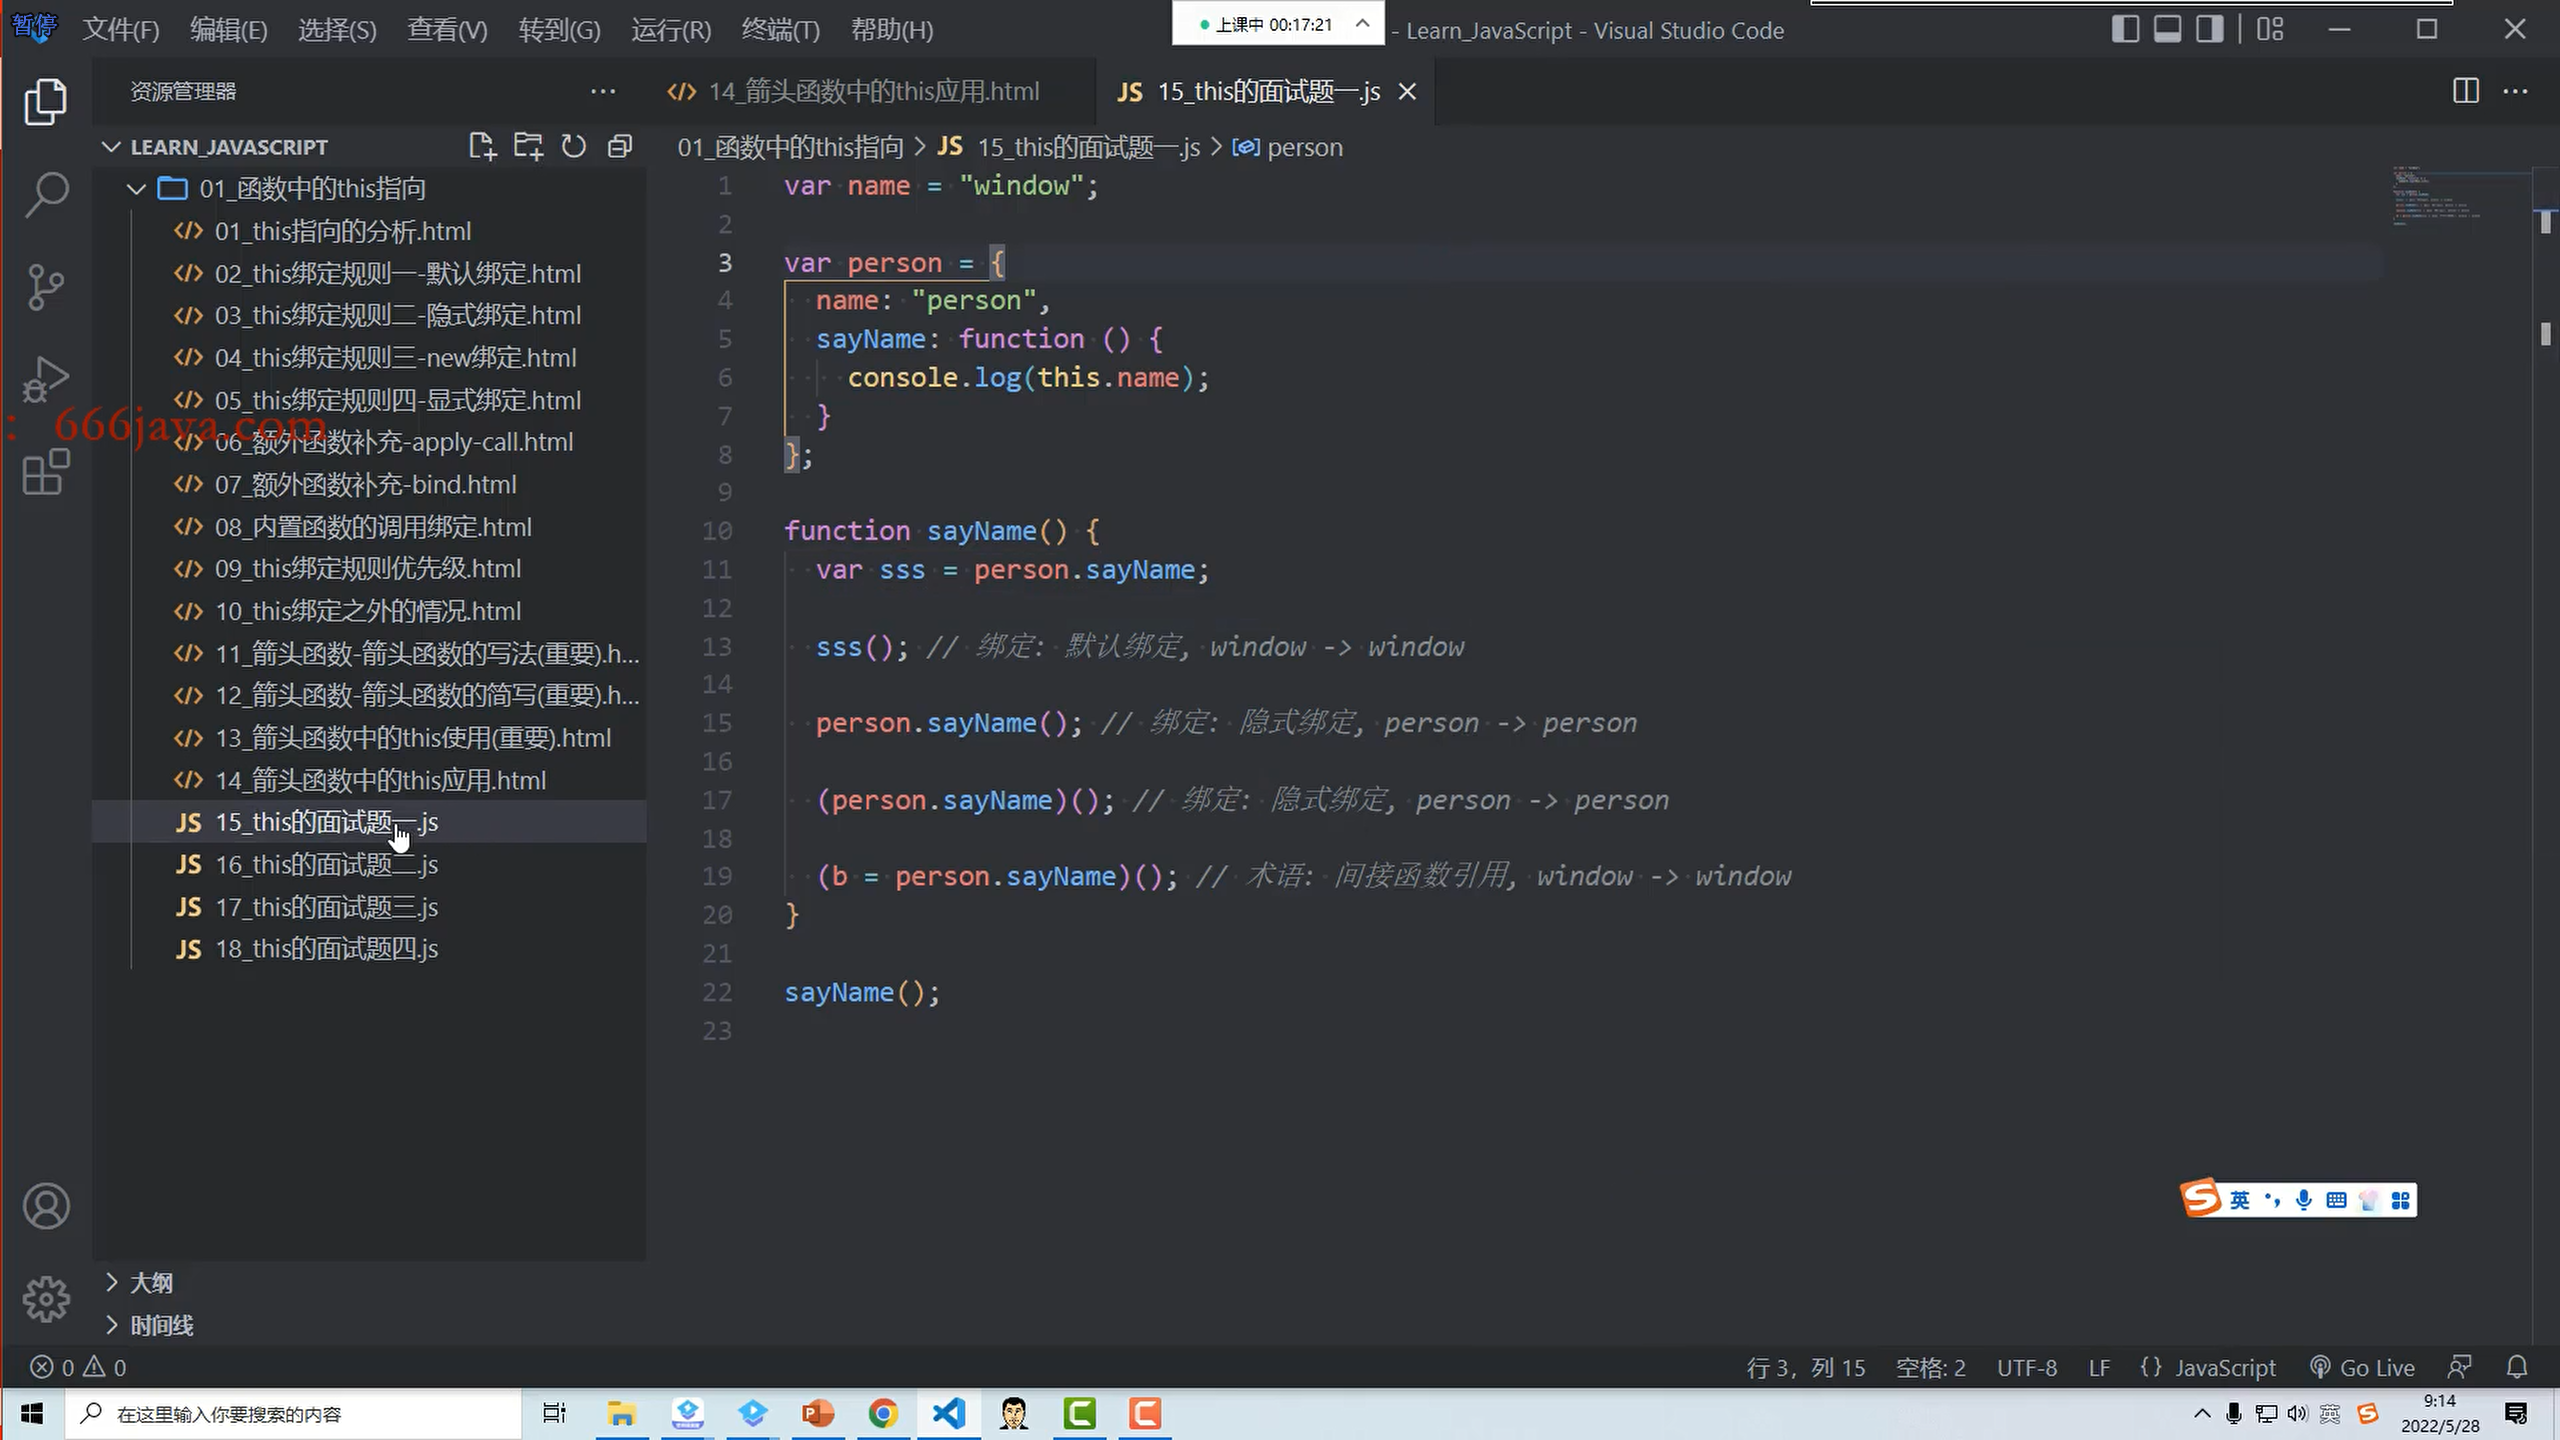 暂停
文件(F) 编辑(E) 选择(S) 查看(V) 转到(G) 运行(R) 终端(T) 帮助(H)
上课中 00:17:21
- Learn_JavaScript - Visual Studio Code
资源管理器
14_箭头函数中的this应用.html
JS 15_this的面试题一.js
LEARN_JAVASCRIPT
01_函数中的this指向 > JS 15_this的面试题一.js > person
01_函数中的this指向
01_this指向的分析.html
02_this绑定规则一-默认绑定.html
03_this绑定规则二-隐式绑定.html
04_this绑定规则三-new绑定.html
05_this绑定规则四-显式绑定.html
: 666java.com
06_额外函数补充-apply-call.html
07_额外函数补充-bind.html
08_内置函数的调用绑定.html
09_this绑定规则优先级.html
10_this绑定之外的情况.html
11_箭头函数-箭头函数的写法(重要).h...
12_箭头函数-箭头函数的简写(重要).h...
13_箭头函数中的this使用(重要).html
14_箭头函数中的this应用.html
JS 15_this的面试题一.js
JS 16_this的面试题二.js
JS 17_this的面试题三.js
JS 18_this的面试题四.js
大纲
时间线
1 var name = "window";
2
3 var person = {
4 name: "person",
5 sayName: function () {
6 console.log(this.name);
7 }
8 };
9
10 function sayName() {
11 var sss = person.sayName;
12
13 sss(); // 绑定: 默认绑定, window -> window
14
15 person.sayName(); // 绑定: 隐式绑定, person -> person
16
17 (person.sayName)(); // 绑定: 隐式绑定, person -> person
18
19 (b = person.sayName)(); // 术语: 间接函数引用, window -> window
20 }
21
22 sayName();
23
英
0 0
行 3, 列 15 空格: 2 UTF-8 LF {} JavaScript Go Live
在这里输入你要搜索的内容
英
9:14
2022/5/28